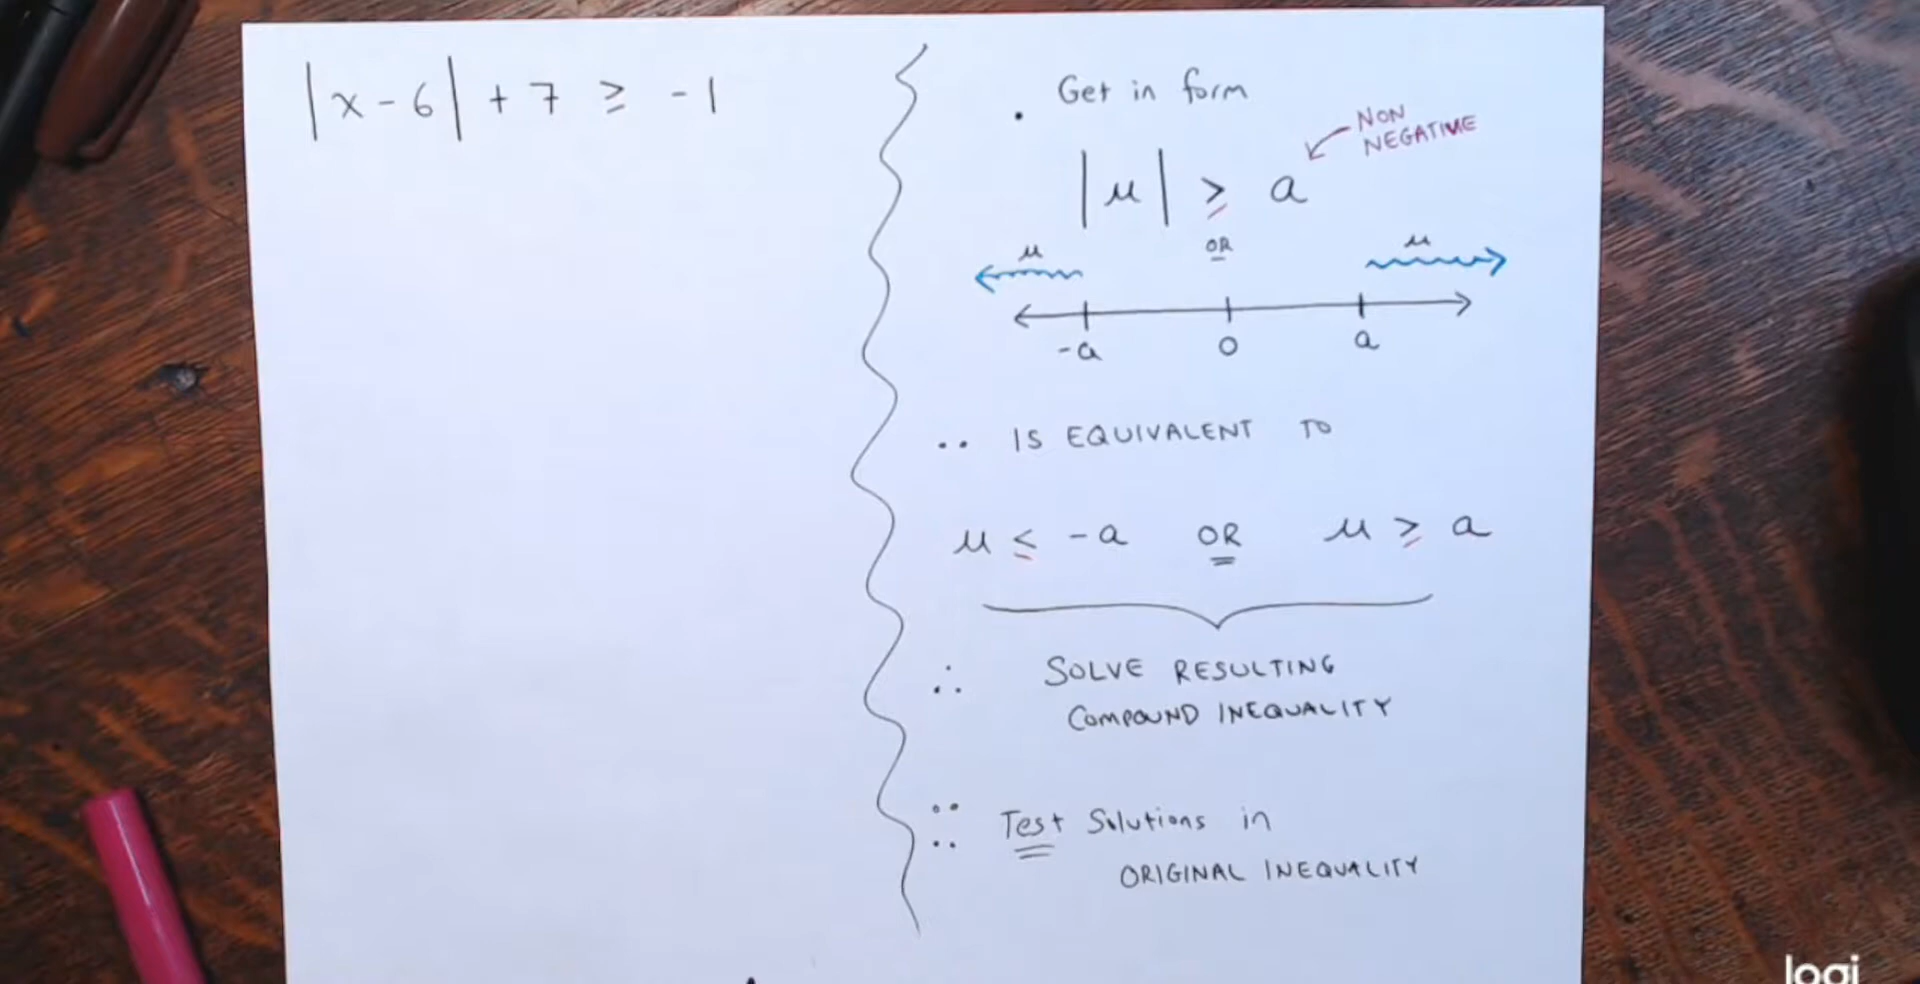 |x - 6| + 7 ≥ -1
. Get in form
NON
NEGATIVE
|u| ≥ a
OR
u u
-a 0 a
.. IS EQUIVALENT TO
u ≤ -a OR u ≥ a
∴ SOLVE RESULTING
COMPOUND INEQUALITY
:: Test Solutions in
ORIGINAL INEQUALITY
logi